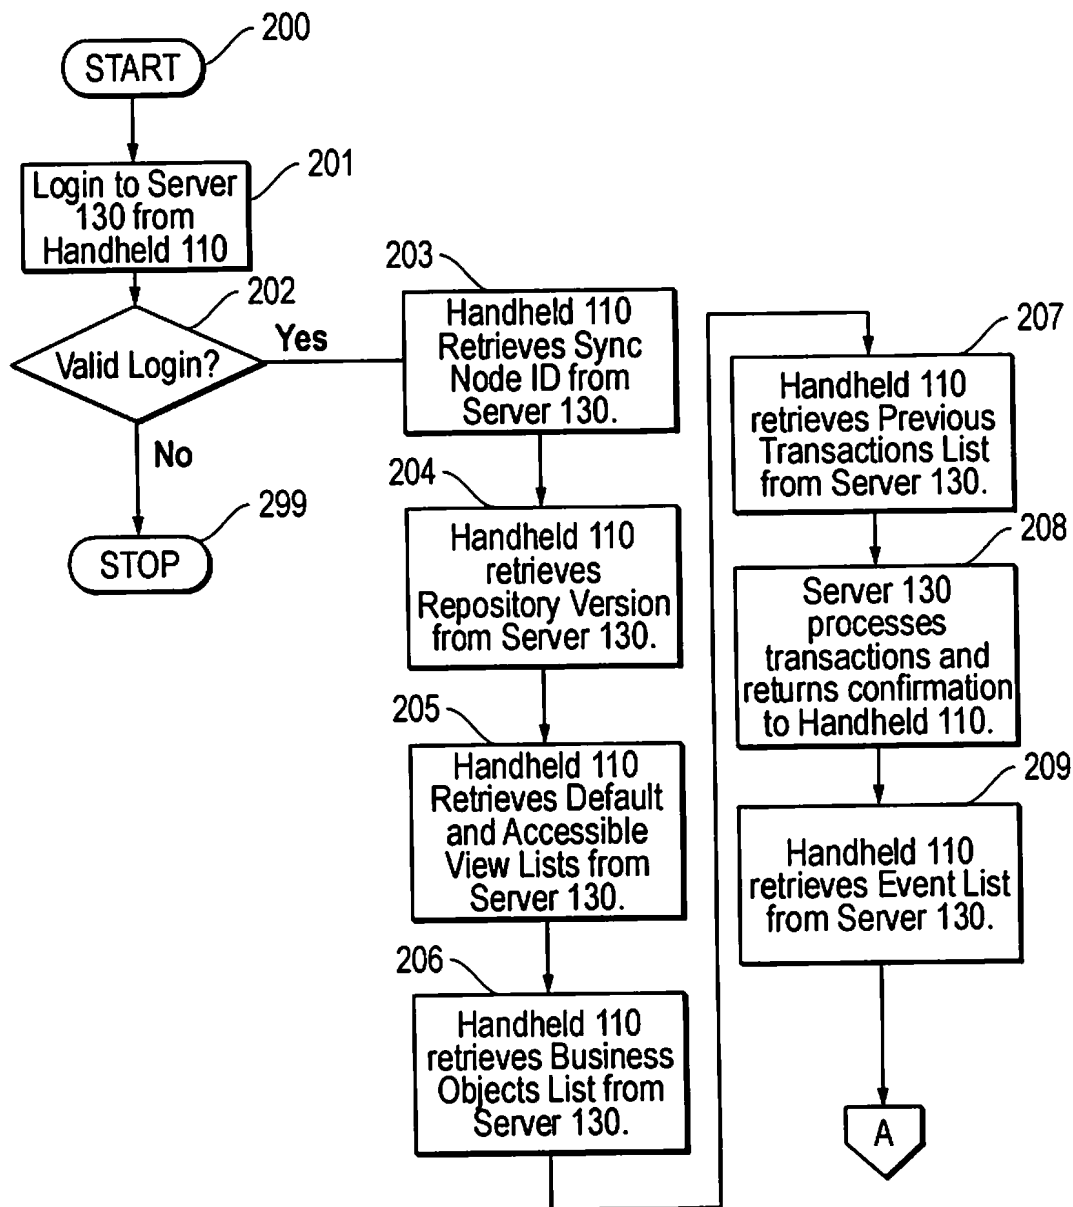 200
START
201
Login to Server
130 from
Handheld 110
202
Valid Login?
Yes
No
299
STOP
203
Handheld 110
Retrieves Sync
Node ID from
Server 130.
204
Handheld 110
retrieves
Repository Version
from Server 130.
205
Handheld 110
Retrieves Default
and Accessible
View Lists from
Server 130.
206
Handheld 110
retrieves Business
Objects List from
Server 130.
207
Handheld 110
retrieves Previous
Transactions List
from Server 130.
208
Server 130
processes
transactions and
returns confirmation
to Handheld 110.
209
Handheld 110
retrieves Event List
from Server 130.
A